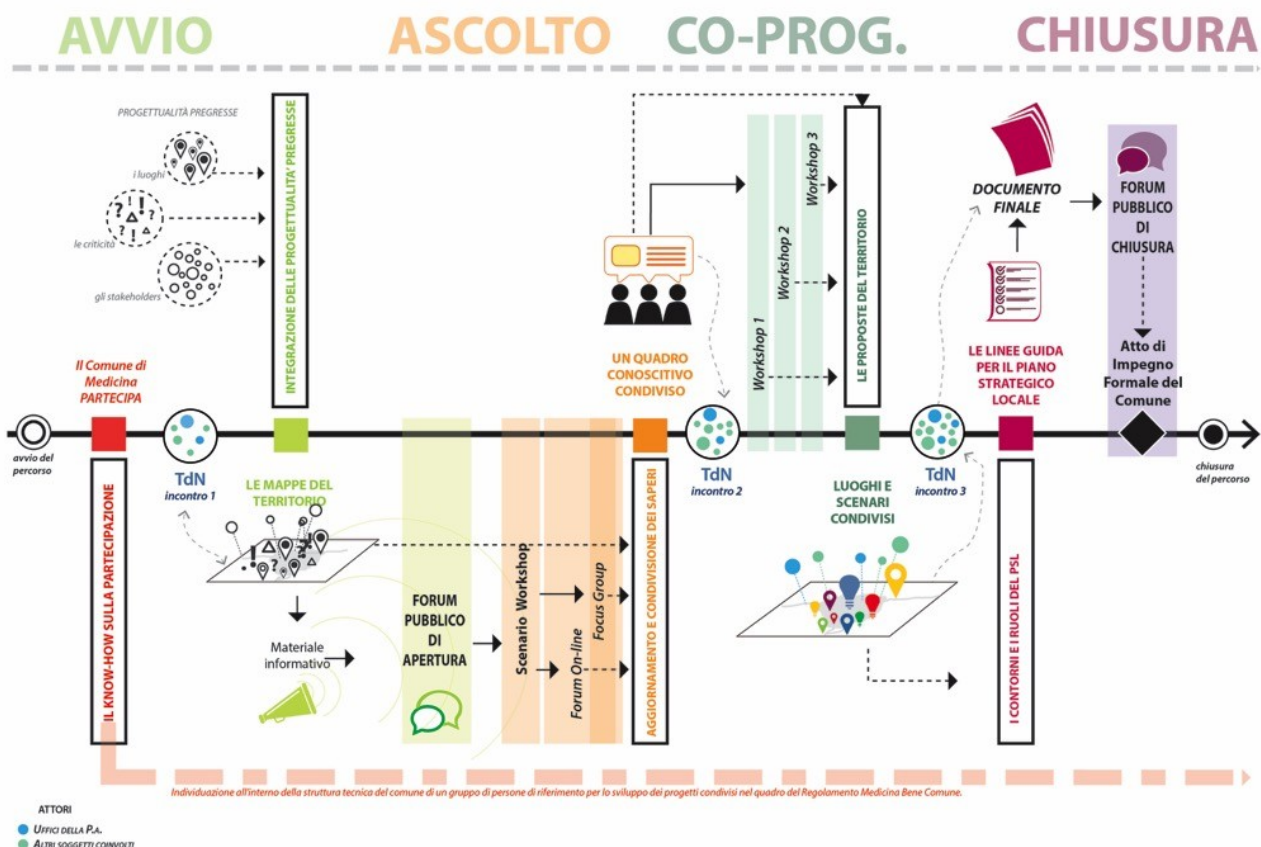 AVVIO
ASCOLTO
CO-PROG.
CHIUSURA
PROGETTUALITÀ PREGRESSE
i luoghi
le criticità
gli stakeholders
INTEGRAZIONE DELLE PROGETTUALITA' PREGRESSE
Il Comune di
Medicina
PARTECIPA
avvio del
percorso
IL KNOW-HOW SULLA PARTECIPAZIONE
TdN
incontro 1
LE MAPPE DEL
TERRITORIO
Materiale
informativo
FORUM
PUBBLICO
DI
APERTURA
Scenario Workshop
Forum On-line
Focus Group
AGGIORNAMENTO E CONDIVISIONE DEI SAPERI
UN QUADRO
CONOSCITIVO
CONDIVISO
TdN
incontro 2
Workshop 1
Workshop 2
Workshop 3
LE PROPOSTE DEL TERRITORIO
LUOGHI E
SCENARI
CONDIVISI
TdN
incontro 3
DOCUMENTO
FINALE
LE LINEE GUIDA
PER IL PIANO
STRATEGICO
LOCALE
I CONTORNI E I RUOLI DEL PSL
FORUM
PUBBLICO
DI
CHIUSURA
Atto di
Impegno
Formale del
Comune
chiusura
del percorso
Individuazione all'interno della struttura tecnica del comune di un gruppo di persone di riferimento per lo sviluppo dei progetti condivisi nel quadro del Regolamento Medicina Bene Comune.
ATTORI
UFFICI DELLA P.A.
ALTRI SOGGETTI COINVOLTI